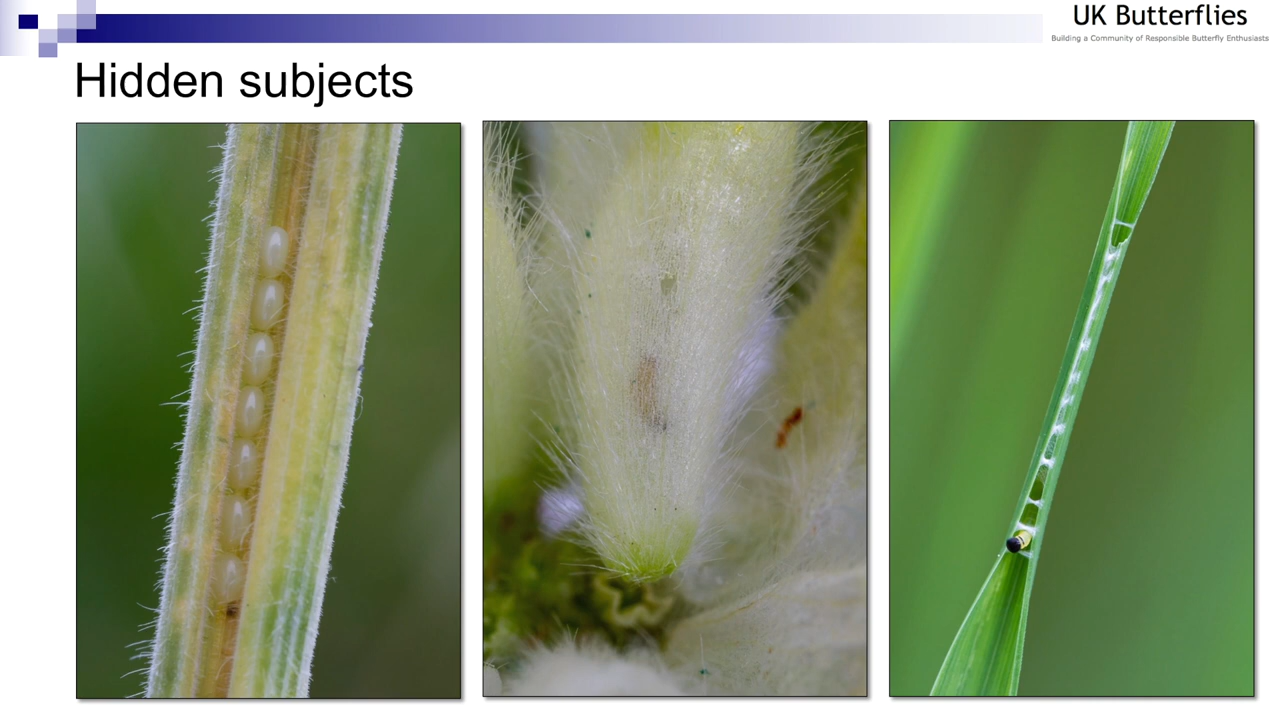 UK Butterflies
Building a Community of Responsible Butterfly Enthusiasts
Hidden subjects